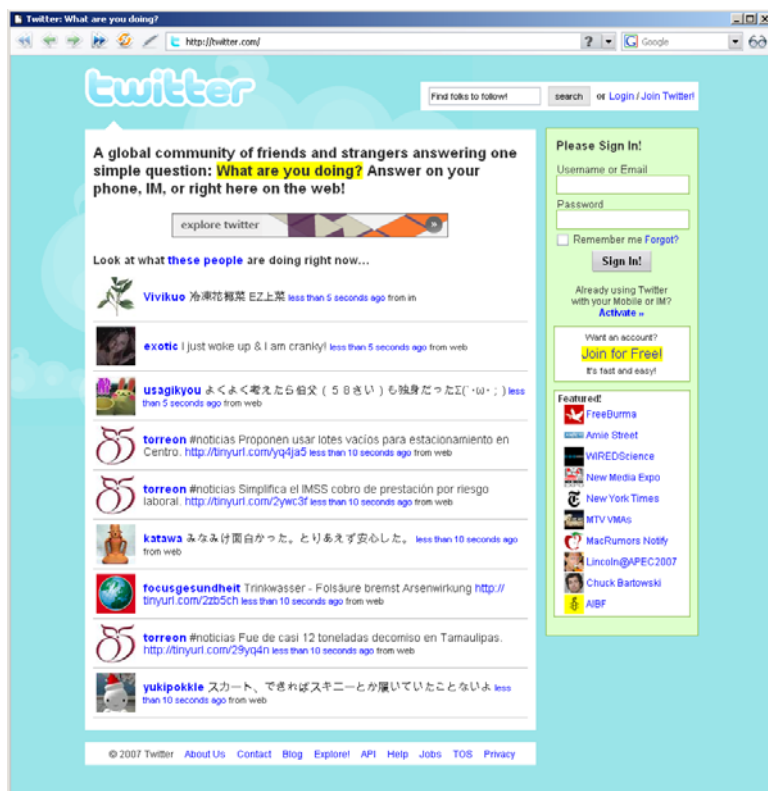 Twitter: What are you doing?
http://twitter.com/
?
G Google
twitter
Find folks to follow!
search
or Login / Join Twitter!
A global community of friends and strangers answering one
simple question: What are you doing? Answer on your
phone, IM, or right here on the web!
explore twitter »
Look at what these people are doing right now…
Vivikuo 冷凍花椰菜 EZ上菜 less than 5 seconds ago from im
exotic I just woke up & I am cranky! less than 5 seconds ago from web
usagikyou よくよく考えたら伯父（５８さい）も独身だったΣ(´･ω･；) less
than 5 seconds ago from web
torreon #noticias Proponen usar lotes vacíos para estacionamiento en
Centro. http://tinyurl.com/yq4ja5 less than 10 seconds ago from web
torreon #noticias Simplifica el IMSS cobro de prestación por riesgo
laboral. http://tinyurl.com/2ywc3f less than 10 seconds ago from web
katawa みなみけ面白かった。とりあえず安心した。 less than 10 seconds ago
from web
focusgesundheit Trinkwasser - Folsäure bremst Arsenwirkung http://
tinyurl.com/2zb5ch less than 10 seconds ago from web
torreon #noticias Fue de casi 12 toneladas decomiso en Tamaulipas.
http://tinyurl.com/29yq4n less than 10 seconds ago from web
yukipokkle スカート、できればスキニーとか履いていたことないよ less
than 10 seconds ago from web
Please Sign In!
Username or Email
Password
Remember me Forgot?
Sign In!
Already using Twitter
with your Mobile or IM?
Activate »
Want an account?
Join for Free!
It's fast and easy!
Featured!
FreeBurma
Amie Street
WIREDScience
New Media Expo
New York Times
MTV VMAs
MacRumors Notify
Lincoln@APEC2007
Chuck Bartowski
AIBF
© 2007 Twitter About Us Contact Blog Explore! API Help Jobs TOS Privacy